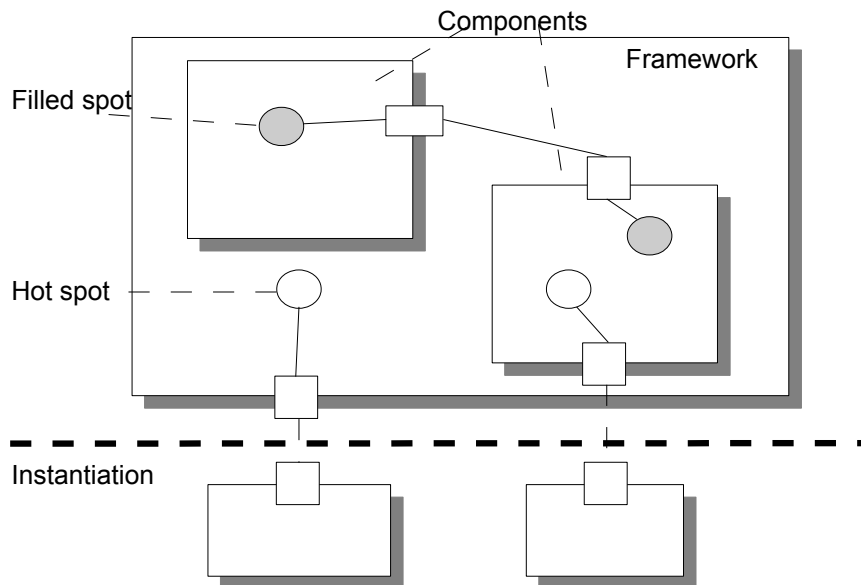 Components
Framework
Filled spot
Hot spot
Instantiation